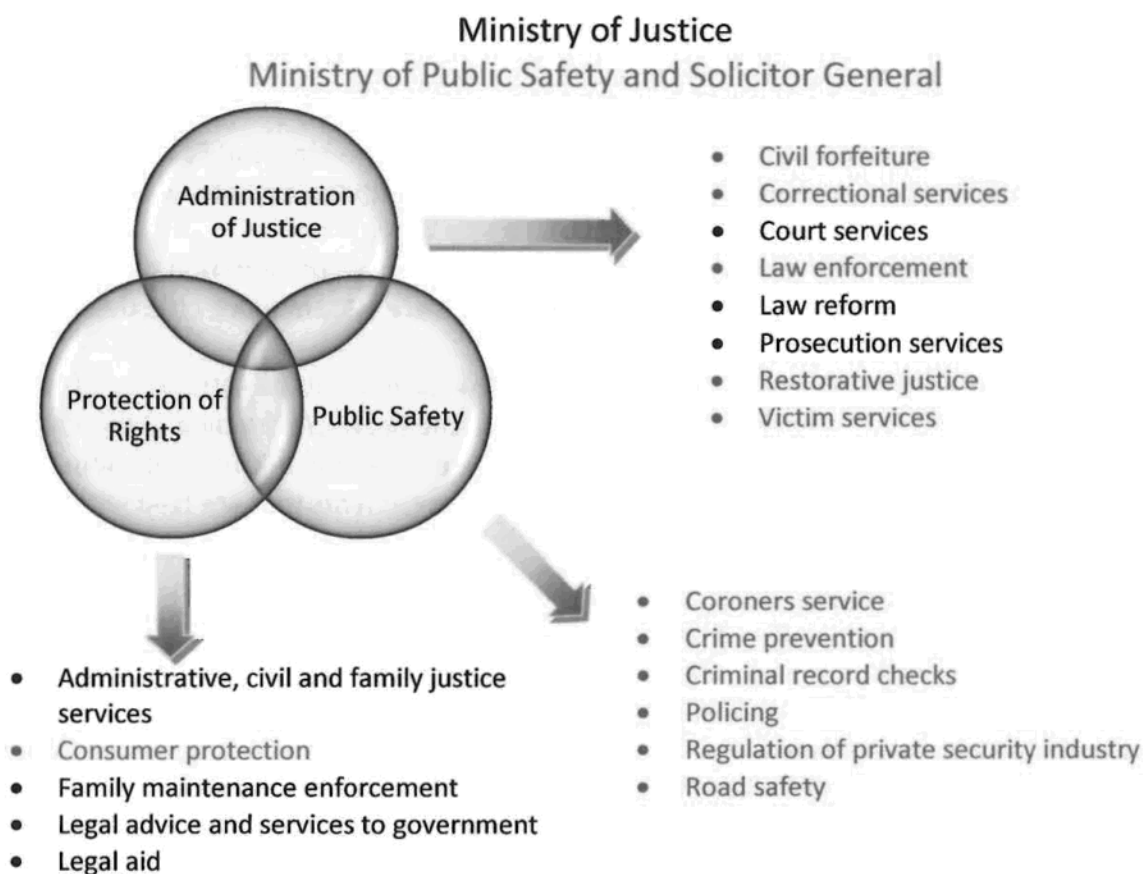 Ministry of Justice
Ministry of Public Safety and Solicitor General
Administration
of Justice
Protection of
Rights
Public Safety
• Civil forfeiture
• Correctional services
• Court services
• Law enforcement
• Law reform
• Prosecution services
• Restorative justice
• Victim services
• Coroners service
• Crime prevention
• Criminal record checks
• Policing
• Regulation of private security industry
• Road safety
• Administrative, civil and family justice
services
• Consumer protection
• Family maintenance enforcement
• Legal advice and services to government
• Legal aid